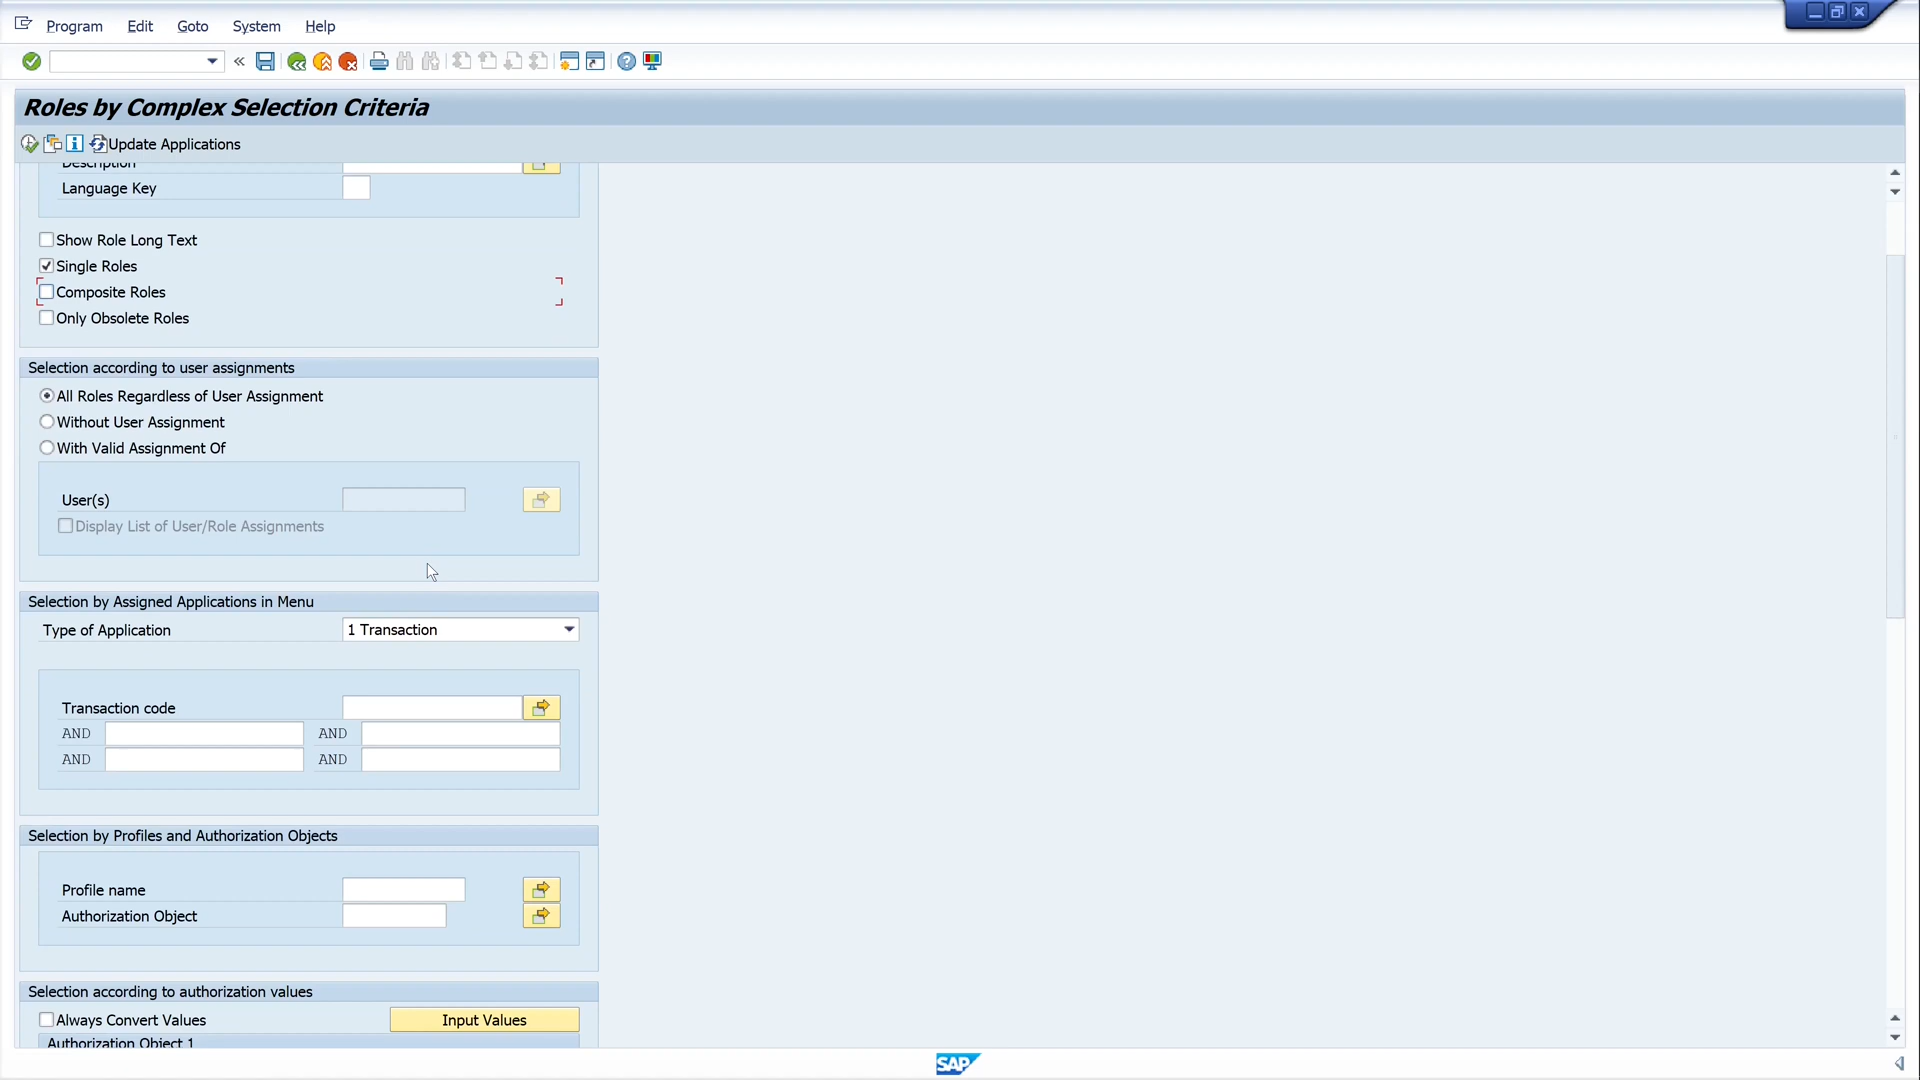 Program Edit Goto System Help
Roles by Complex Selection Criteria
Update Applications
Description
Language Key
Show Role Long Text
Single Roles
Composite Roles
Only Obsolete Roles
Selection according to user assignments
All Roles Regardless of User Assignment
Without User Assignment
With Valid Assignment Of
User(s)
Display List of User/Role Assignments
Selection by Assigned Applications in Menu
Type of Application 1 Transaction
Transaction code
AND AND
AND AND
Selection by Profiles and Authorization Objects
Profile name
Authorization Object
Selection according to authorization values
Always Convert Values Input Values
Authorization Object 1
SAP